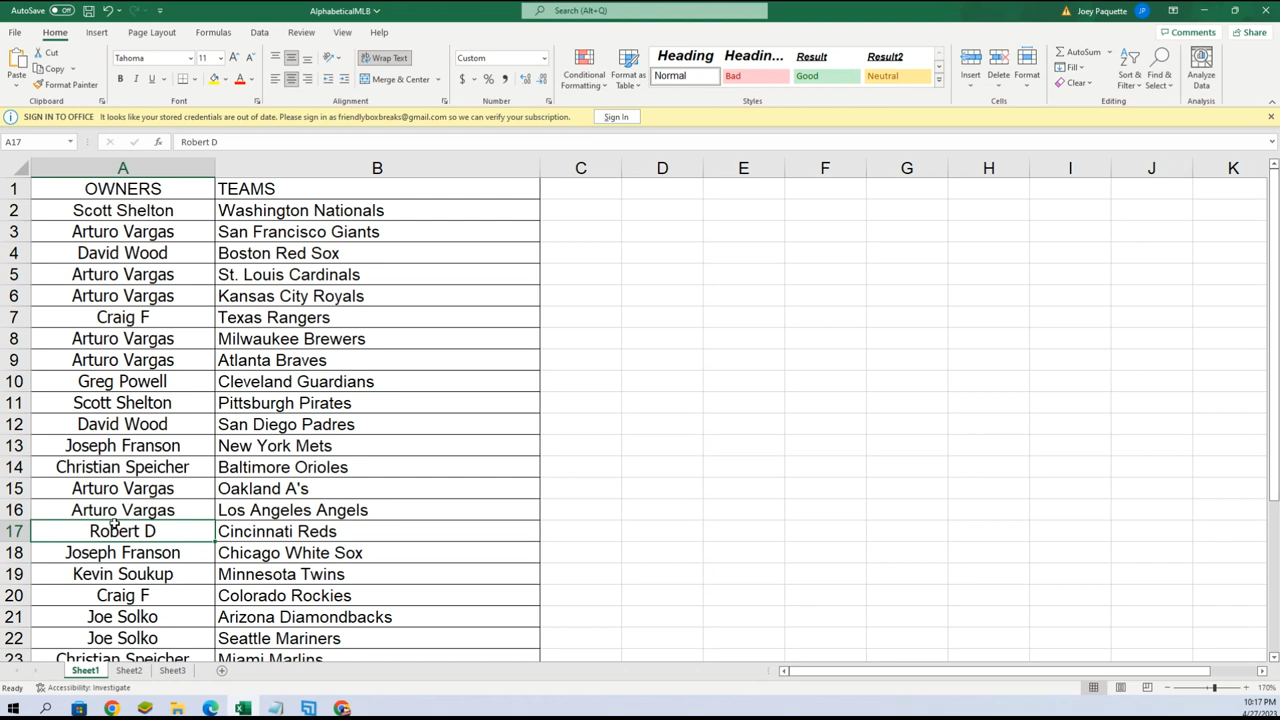 AutoSave Off AlphabeticalMLB Search (Alt+Q) Joey Paquette JP
File Home Insert Page Layout Formulas Data Review View Help Comments Share
Paste Cut Copy Format Painter Clipboard
Tahoma 11 B I U Font
Wrap Text Merge & Center Alignment
Custom $ % Number
Conditional Formatting Format as Table
Heading Headin... Result Result2
Normal Bad Good Neutral Styles
Insert Delete Format Cells
AutoSum Fill Clear Sort & Filter Find & Select Editing
Analyze Data Analysis
SIGN IN TO OFFICE It looks like your stored credentials are out of date. Please sign in as friendlyboxbreaks@gmail.com so we can verify your subscription. Sign In
A17 fx Robert D
A B C D E F G H I J K
1 OWNERS TEAMS
2 Scott Shelton Washington Nationals
3 Arturo Vargas San Francisco Giants
4 David Wood Boston Red Sox
5 Arturo Vargas St. Louis Cardinals
6 Arturo Vargas Kansas City Royals
7 Craig F Texas Rangers
8 Arturo Vargas Milwaukee Brewers
9 Arturo Vargas Atlanta Braves
10 Greg Powell Cleveland Guardians
11 Scott Shelton Pittsburgh Pirates
12 David Wood San Diego Padres
13 Joseph Franson New York Mets
14 Christian Speicher Baltimore Orioles
15 Arturo Vargas Oakland A's
16 Arturo Vargas Los Angeles Angels
17 Robert D Cincinnati Reds
18 Joseph Franson Chicago White Sox
19 Kevin Soukup Minnesota Twins
20 Craig F Colorado Rockies
21 Joe Solko Arizona Diamondbacks
22 Joe Solko Seattle Mariners
23 Christian Speicher Miami Marlins
Sheet1 Sheet2 Sheet3
Ready Accessibility: Investigate 170%
10:17 PM
4/27/2023